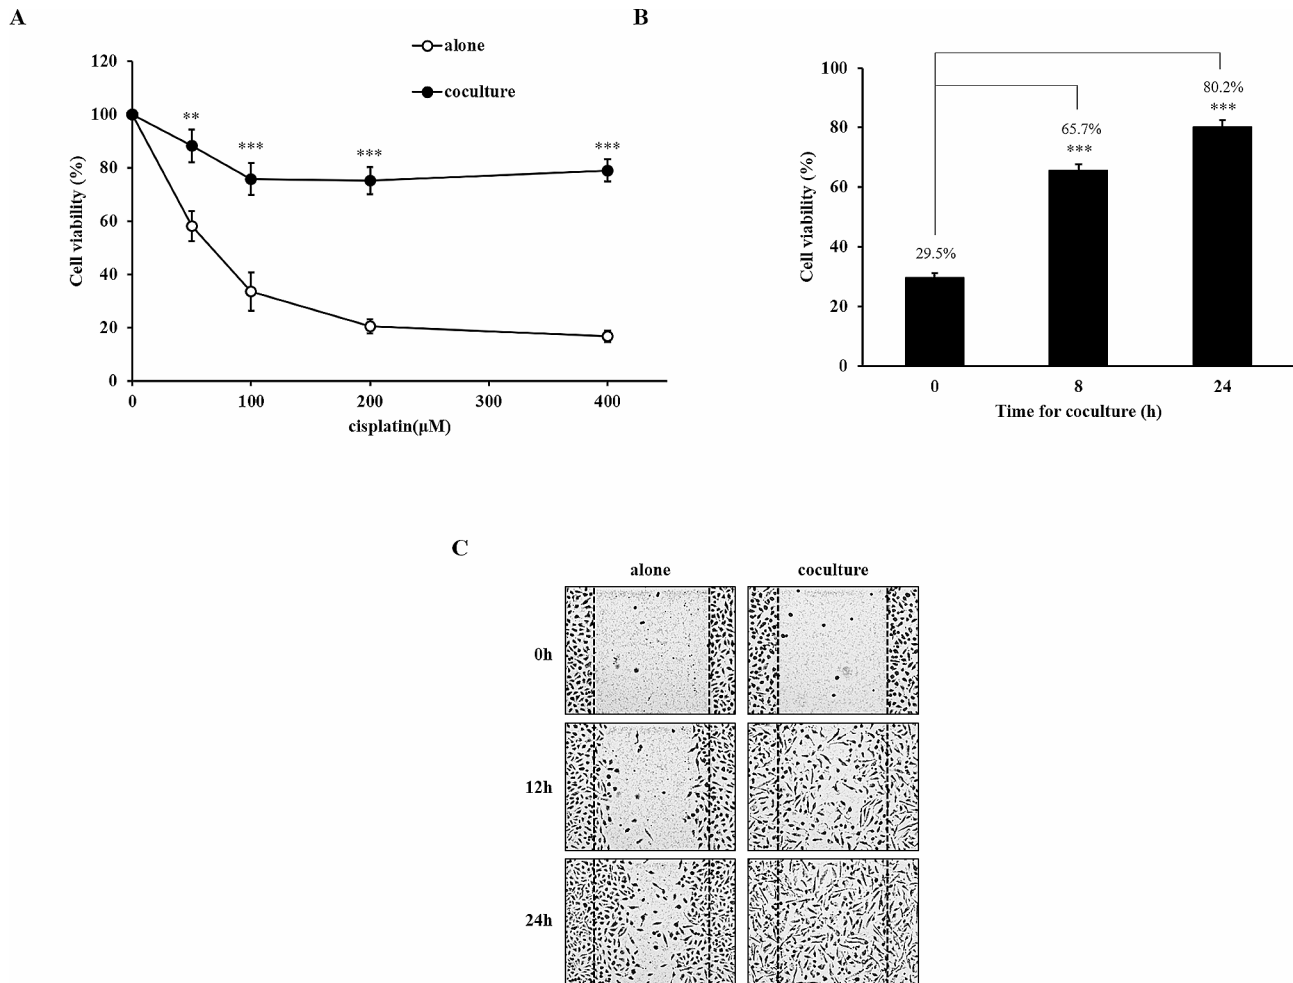 A
alone
coculture
120
100
80
60
40
20
0
Cell viability (%)
**
***
***
***
0
100
200
300
400
cisplatin(μM)
B
100
80
60
40
20
0
Cell viability (%)
29.5%
65.7%
***
80.2%
***
0
8
24
Time for coculture (h)
C
alone
coculture
0h
12h
24h